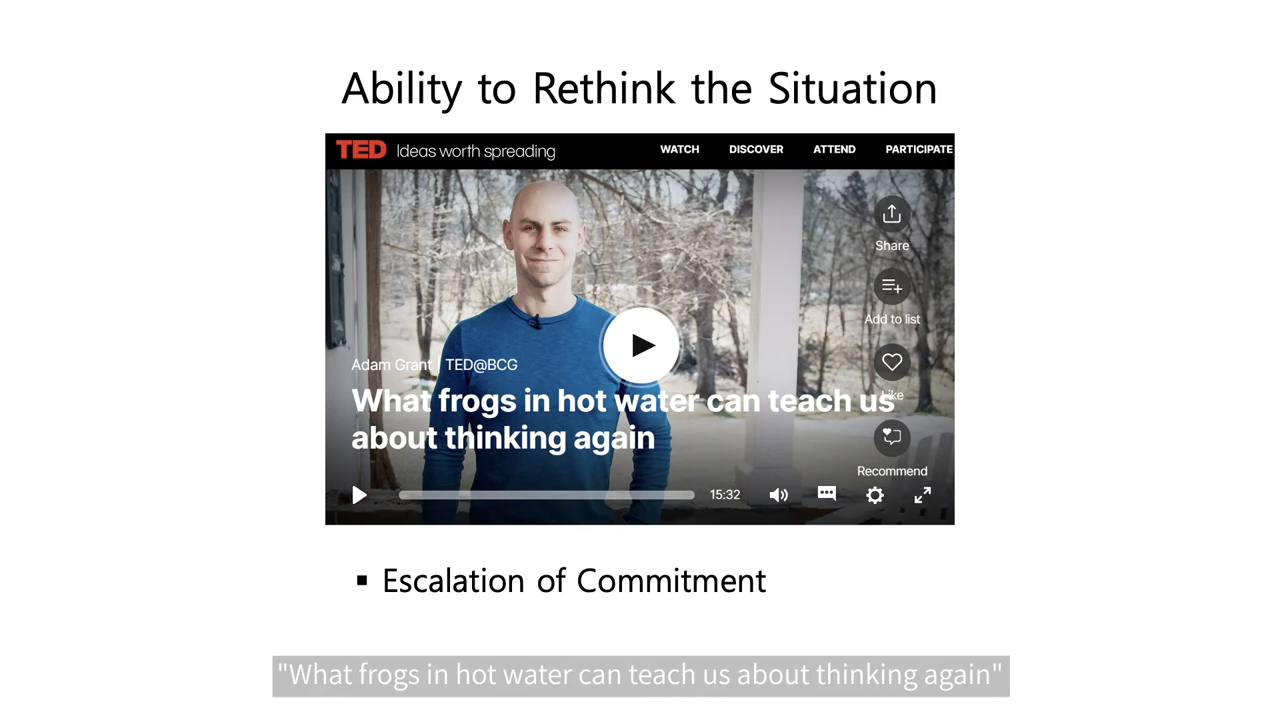 Ability to Rethink the Situation
TED Ideas worth spreading WATCH DISCOVER ATTEND PARTICIPATE
Share
Add to list
Adam Grant | TED@BCG
Like
What frogs in hot water can teach us
about thinking again
Recommend
15:32
▪ Escalation of Commitment
"What frogs in hot water can teach us about thinking again"